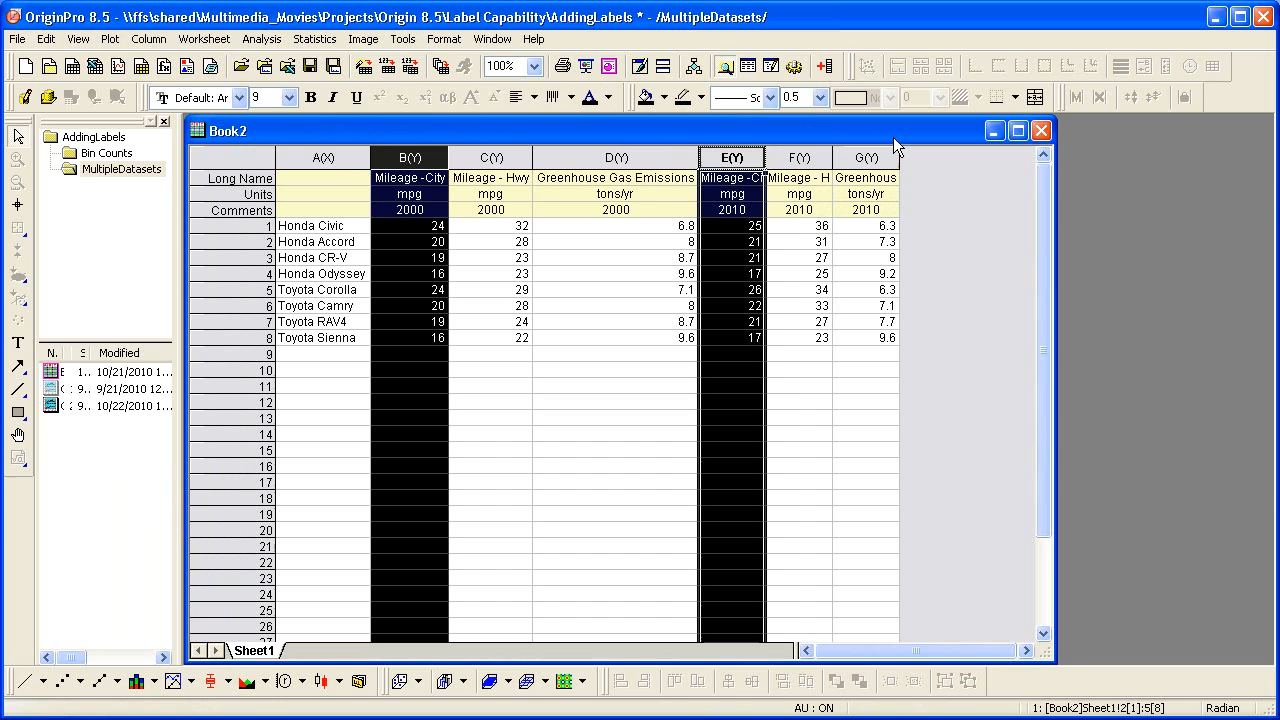 OriginPro 8.5 - \\ffs\shared\Multimedia_Movies\Projects\Origin 8.5\Label Capability\AddingLabels * - /MultipleDatasets/
File Edit View Plot Column Worksheet Analysis Statistics Image Tools Format Window Help
100%
Default: Ar 9 B I U 0.5 0
AddingLabels
Bin Counts
MultipleDatasets
N. S Modified
1.. 10/21/2010 1...
9.. 9/21/2010 12...
9.. 10/22/2010 1...
Book2
A(X) B(Y) C(Y) D(Y) E(Y) F(Y) G(Y)
Long Name Mileage -City Mileage - Hwy Greenhouse Gas Emissions Mileage -Ci Mileage - H Greenhous
Units mpg mpg tons/yr mpg mpg tons/yr
Comments 2000 2000 2000 2010 2010 2010
1 Honda Civic 24 32 6.8 25 36 6.3
2 Honda Accord 20 28 8 21 31 7.3
3 Honda CR-V 19 23 8.7 21 27 8
4 Honda Odyssey 16 23 9.6 17 25 9.2
5 Toyota Corolla 24 29 7.1 26 34 6.3
6 Toyota Camry 20 28 8 22 33 7.1
7 Toyota RAV4 19 24 8.7 21 27 7.7
8 Toyota Sienna 16 22 9.6 17 23 9.6
9
10
11
12
13
14
15
16
17
18
19
20
21
22
23
24
25
26
27
Sheet1
AU : ON 1: [Book2]Sheet1!2[1]:5[8] Radian